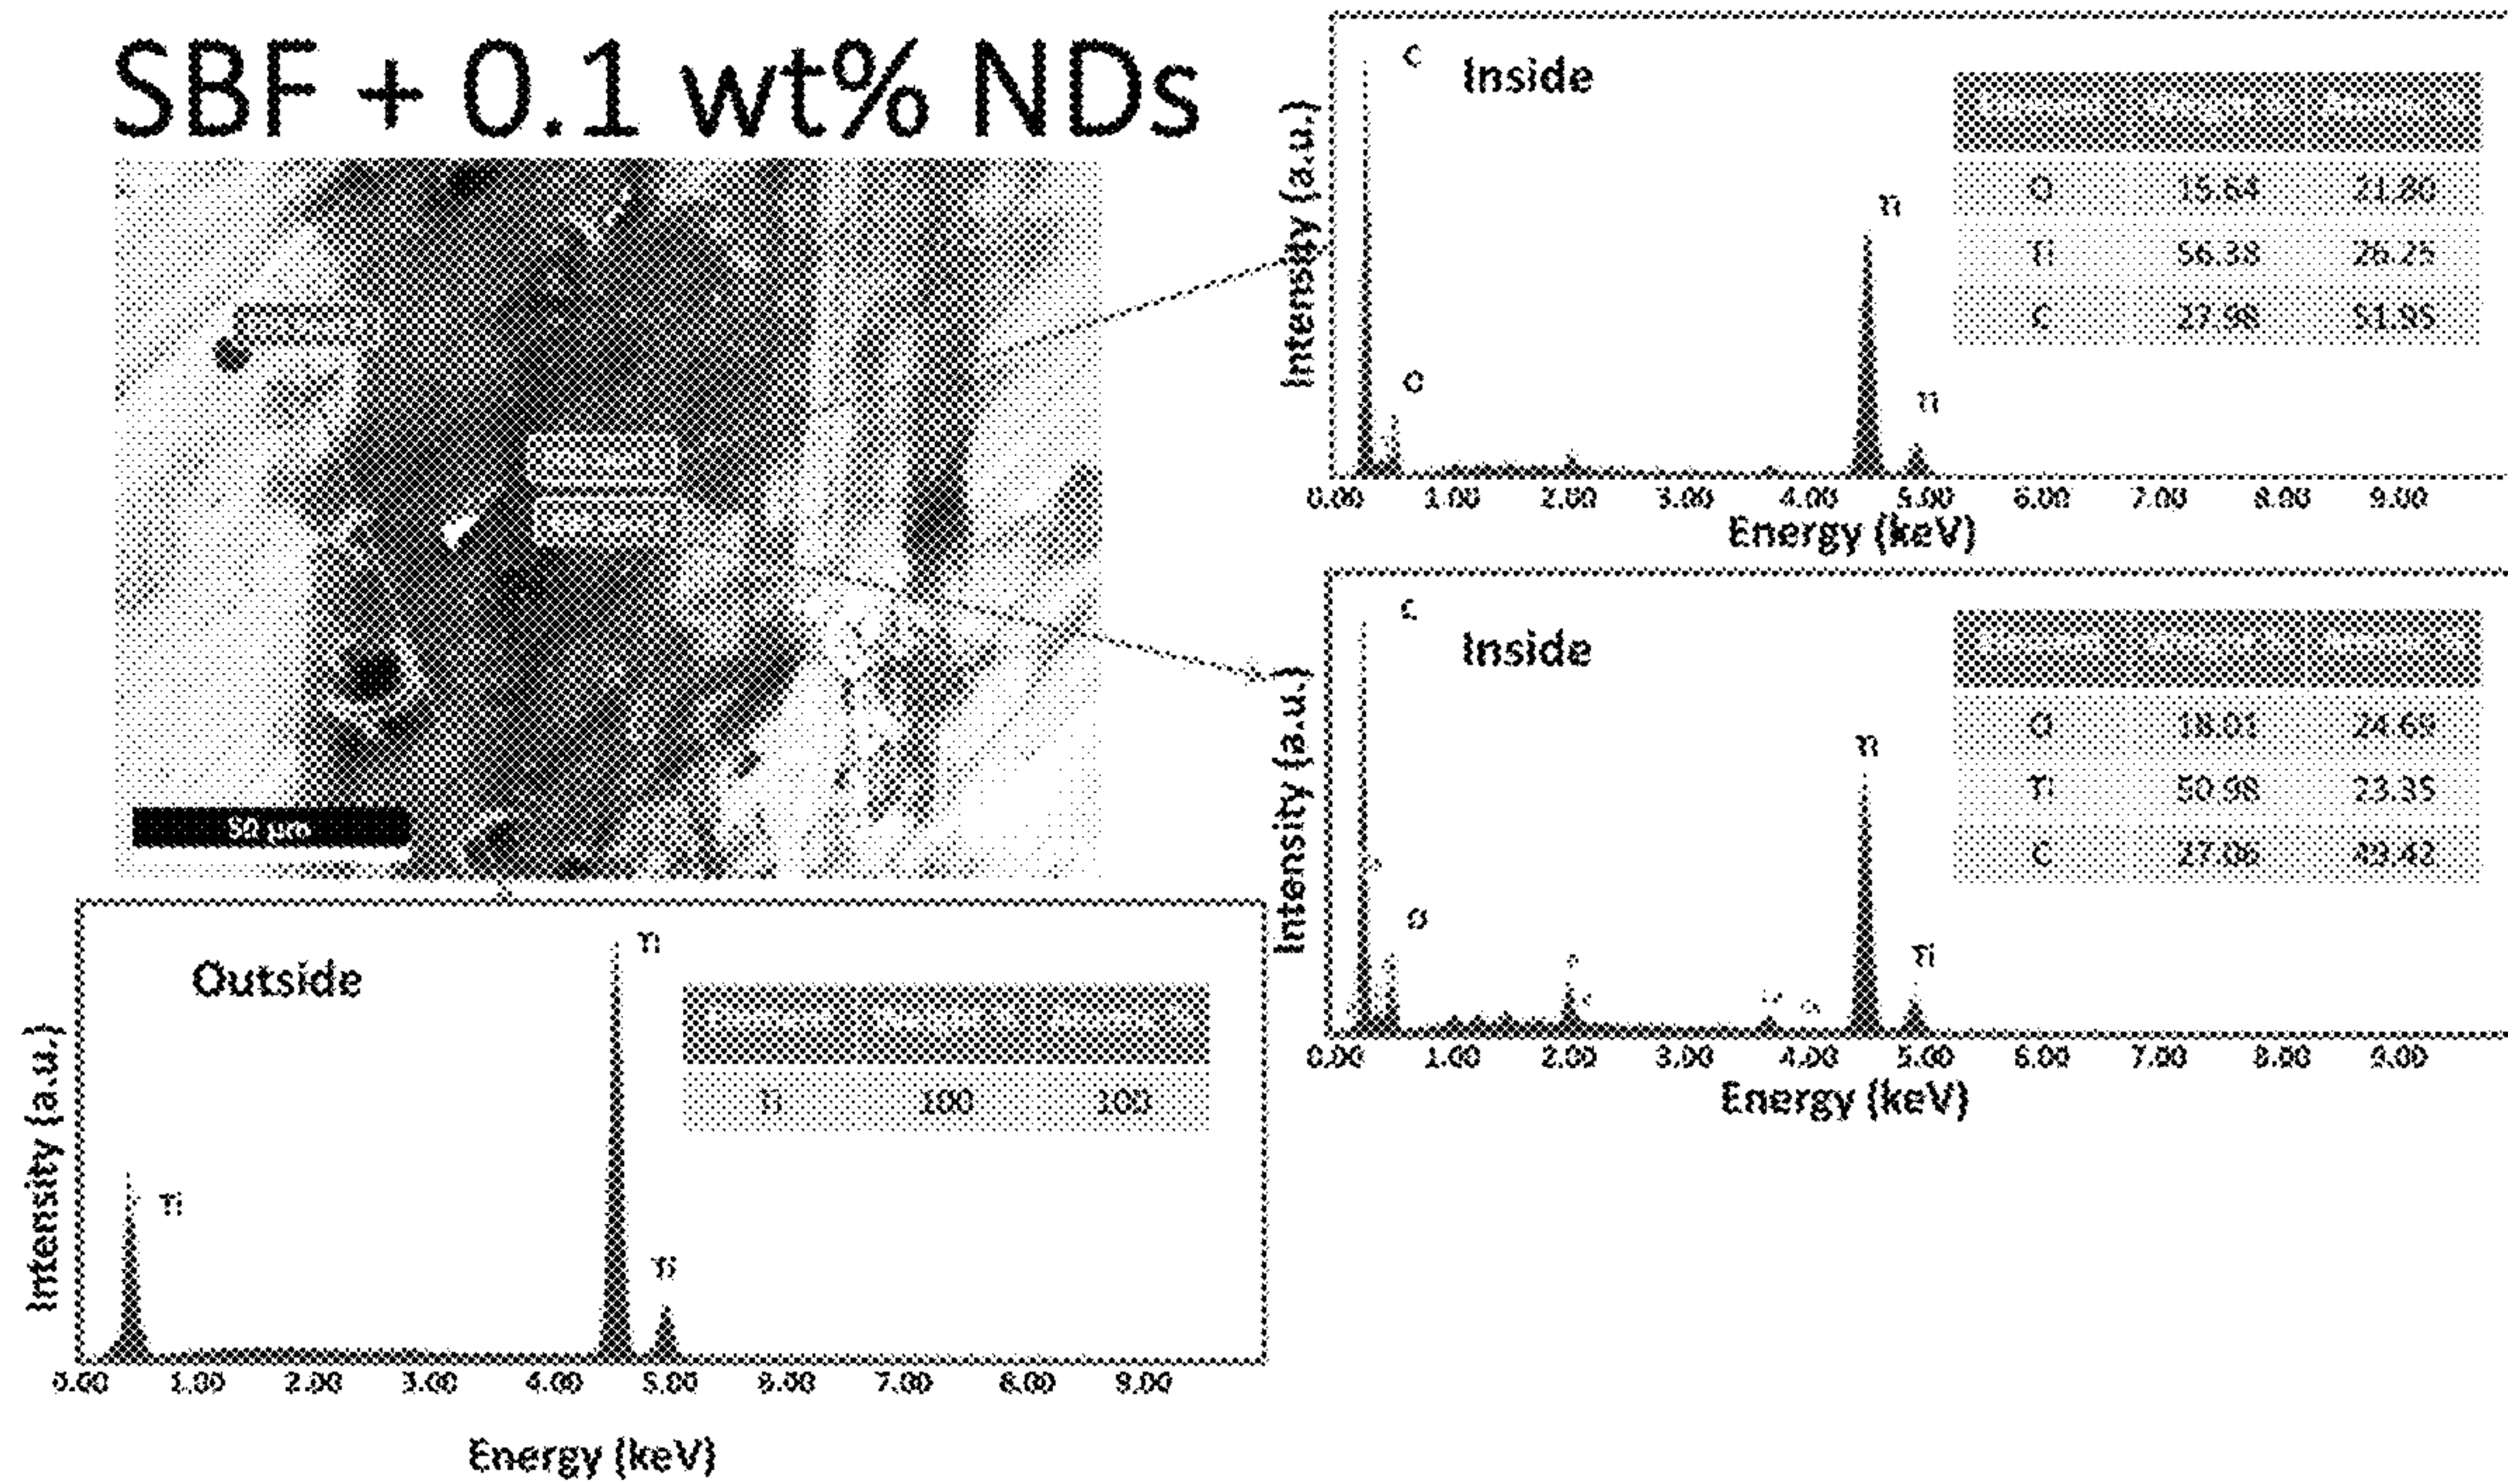 SBF + 0.1 wt% NDs
50 µm
Inside
C
O
Ti
Ti
O 15.64 21.80
Ti 56.38 26.25
C 27.98 51.95
Intensity (a.u.)
0.00 1.00 2.00 3.00 4.00 5.00 6.00 7.00 8.00 9.00
Energy (keV)
Inside
C
O
Ti
Ti
O 18.01 24.69
Ti 50.98 23.35
C 27.06 49.42
Intensity (a.u.)
0.00 1.00 2.00 3.00 4.00 5.00 6.00 7.00 8.00 9.00
Energy (keV)
Outside
Ti
Ti
Ti
Ti 100 100
Intensity (a.u.)
0.00 1.00 2.00 3.00 4.00 5.00 6.00 7.00 8.00 9.00
Energy (keV)